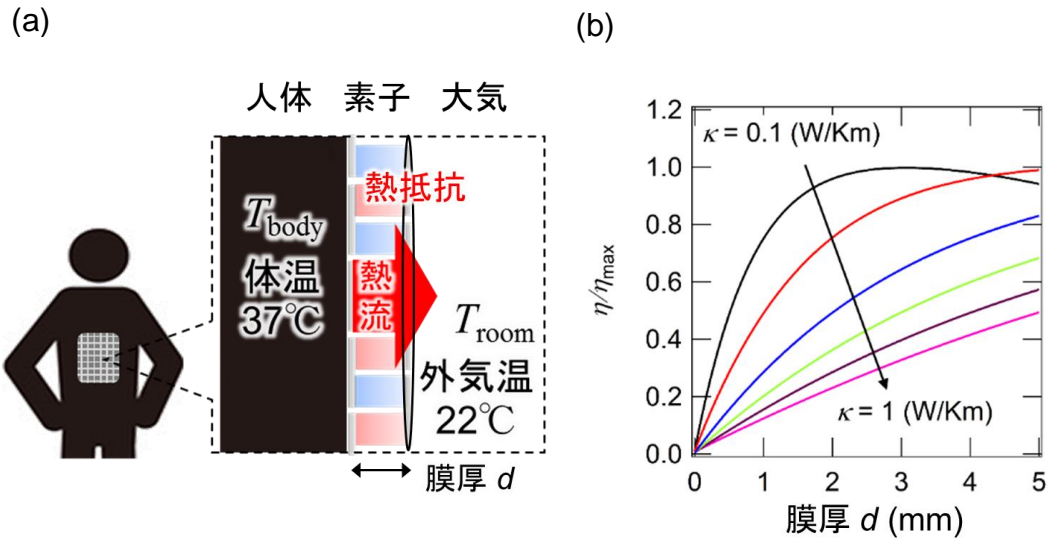 (a)
人体 素子 大気
熱抵抗
T_body
体温
37℃
熱
流
T_room
外気温
22℃
膜厚 d
(b)
1.2
1.0
0.8
0.6
0.4
0.2
0.0
η/η_max
κ = 0.1 (W/Km)
κ = 1 (W/Km)
0 1 2 3 4 5
膜厚 d (mm)